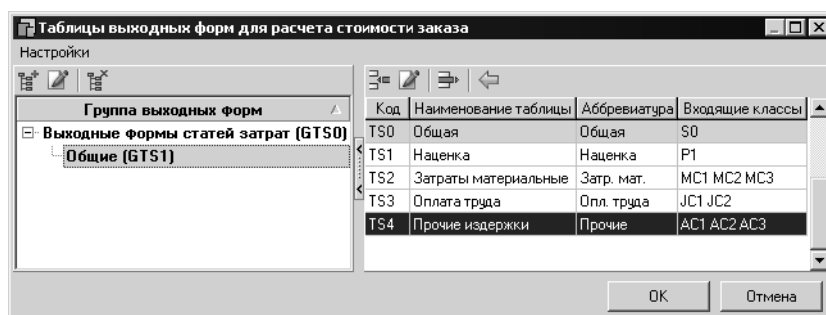 Таблицы выходных форм для расчета стоимости заказа
Настройки
Группа выходных форм
Выходные формы статей затрат (GTS0)
Общие (GTS1)
Код Наименование таблицы Аббревиатура Входящие классы
TS0 Общая Общая S0
TS1 Наценка Наценка P1
TS2 Затраты материальные Затр. мат. MC1 MC2 MC3
TS3 Оплата труда Опл. труда JC1 JC2
TS4 Прочие издержки Прочие AC1 AC2 AC3
OK Отмена